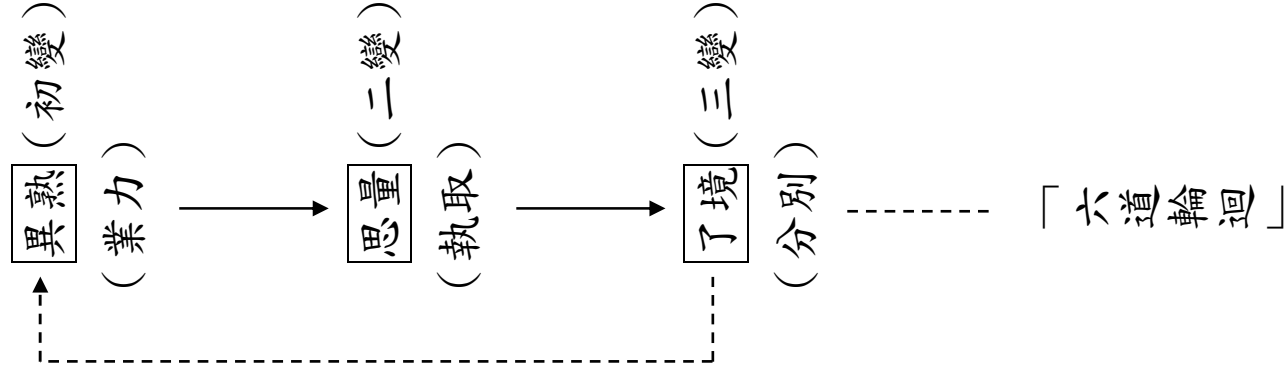 異熟（初變）
（業力）
思量（二變）
（執取）
了境（三變）
（分別）
「六道輪迴」